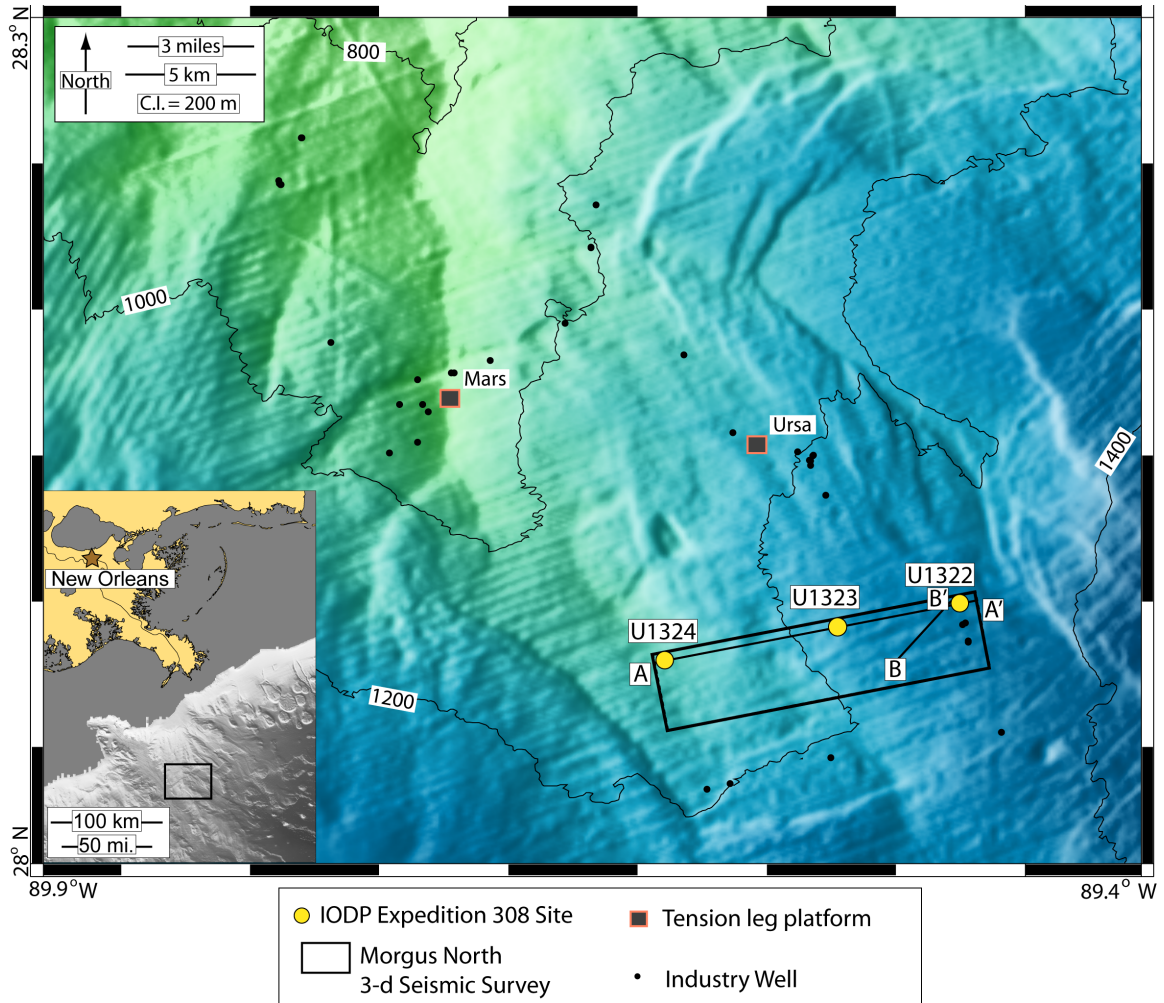 28.3° N
North
3 miles
5 km
C.I. = 200 m
800
1000
Mars
Ursa
1400
New Orleans
U1322
B′
A′
U1323
U1324
A
B
1200
100 km
50 mi.
28° N
89.9° W
89.4° W
IODP Expedition 308 Site
Tension leg platform
Morgus North
3-d Seismic Survey
Industry Well